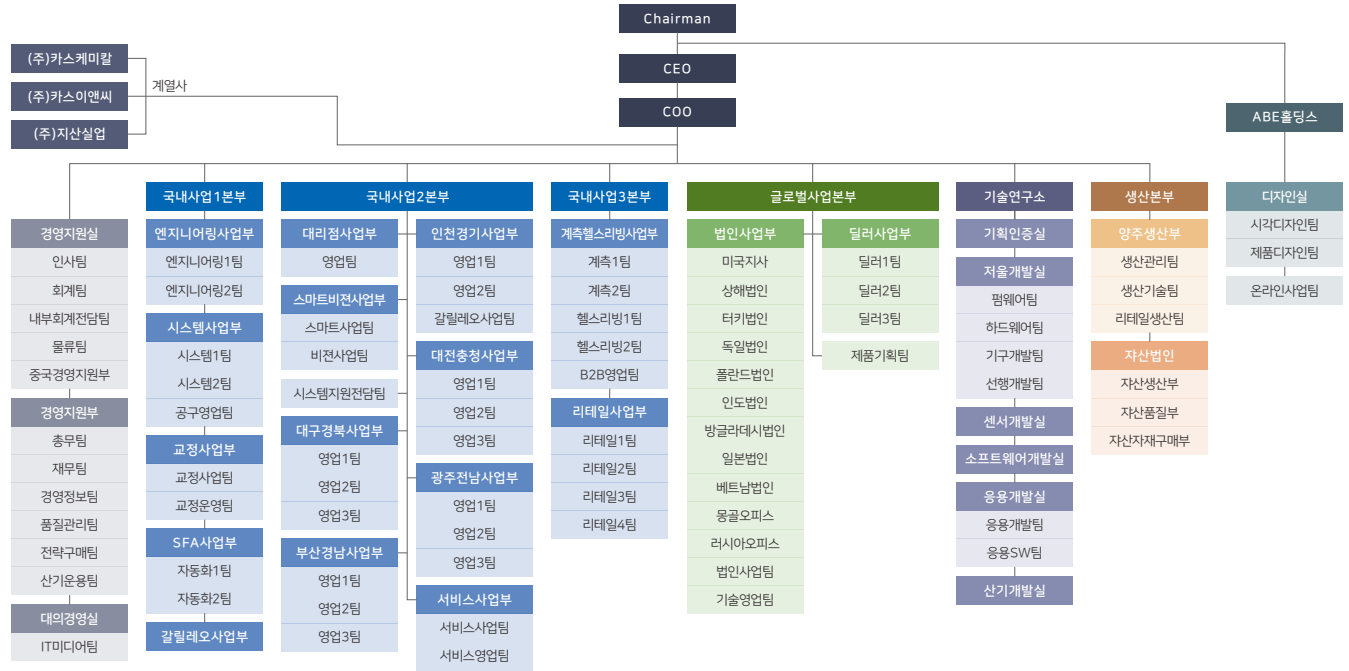 Chairman
CEO
COO
(주)카스케미칼
(주)카스이앤씨
(주)지산실업
계열사
ABE홀딩스
경영지원실
인사팀
회계팀
내부회계전담팀
물류팀
중국경영지원부
경영지원부
총무팀
재무팀
경영정보팀
품질관리팀
전략구매팀
산기운용팀
대외경영실
IT미디어팀
국내사업1본부
엔지니어링사업부
엔지니어링1팀
엔지니어링2팀
시스템사업부
시스템1팀
시스템2팀
공구영업팀
교정사업부
교정사업팀
교정운영팀
SFA사업부
자동화1팀
자동화2팀
갈릴레오사업부
국내사업2본부
대리점사업부
영업팀
스마트비젼사업부
스마트사업팀
비젼사업팀
시스템지원전담팀
대구경북사업부
영업1팀
영업2팀
영업3팀
부산경남사업부
영업1팀
영업2팀
영업3팀
인천경기사업부
영업1팀
영업2팀
갈릴레오사업팀
대전충청사업부
영업1팀
영업2팀
영업3팀
광주전남사업부
영업1팀
영업2팀
영업3팀
서비스사업부
서비스사업팀
서비스영업팀
국내사업3본부
계측헬스리빙사업부
계측1팀
계측2팀
헬스리빙1팀
헬스리빙2팀
B2B영업팀
리테일사업부
리테일1팀
리테일2팀
리테일3팀
리테일4팀
글로벌사업본부
법인사업부
미국지사
상해법인
터키법인
독일법인
폴란드법인
인도법인
방글라데시법인
일본법인
베트남법인
몽골오피스
러시아오피스
법인사업팀
기술영업팀
딜러사업부
딜러1팀
딜러2팀
딜러3팀
제품기획팀
기술연구소
기획인증실
저울개발실
펌웨어팀
하드웨어팀
기구개발팀
선행개발팀
센서개발실
소프트웨어개발실
응용개발실
응용개발팀
응용SW팀
산기개발실
생산본부
양주생산부
생산관리팀
생산기술팀
리테일생산팀
쟈산법인
쟈산생산부
쟈산품질부
쟈산자재구매부
디자인실
시각디자인팀
제품디자인팀
온라인사업팀